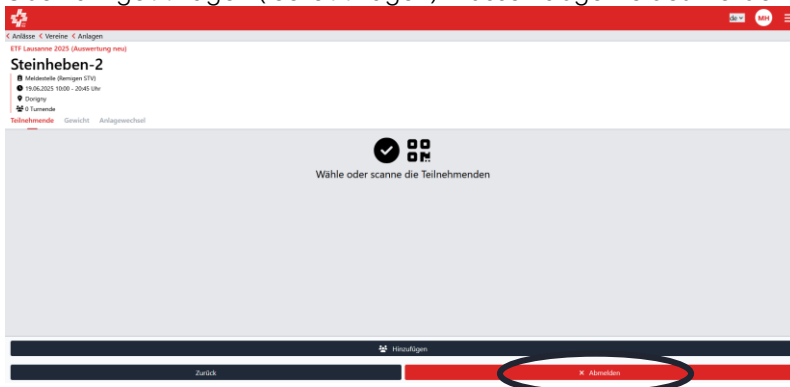 de
MH
< Anlässe < Vereine < Anlagen
ETF Lausanne 2025 (Auswertung neu)
Steinheben-2
Meldestelle (Remigen STV)
19.06.2025 10:00 - 20:45 Uhr
Dorigny
0 Turnende
Teilnehmende Gewicht Anlagewechsel
Wähle oder scanne die Teilnehmenden
Hinzufügen
Zurück
× Abmelden